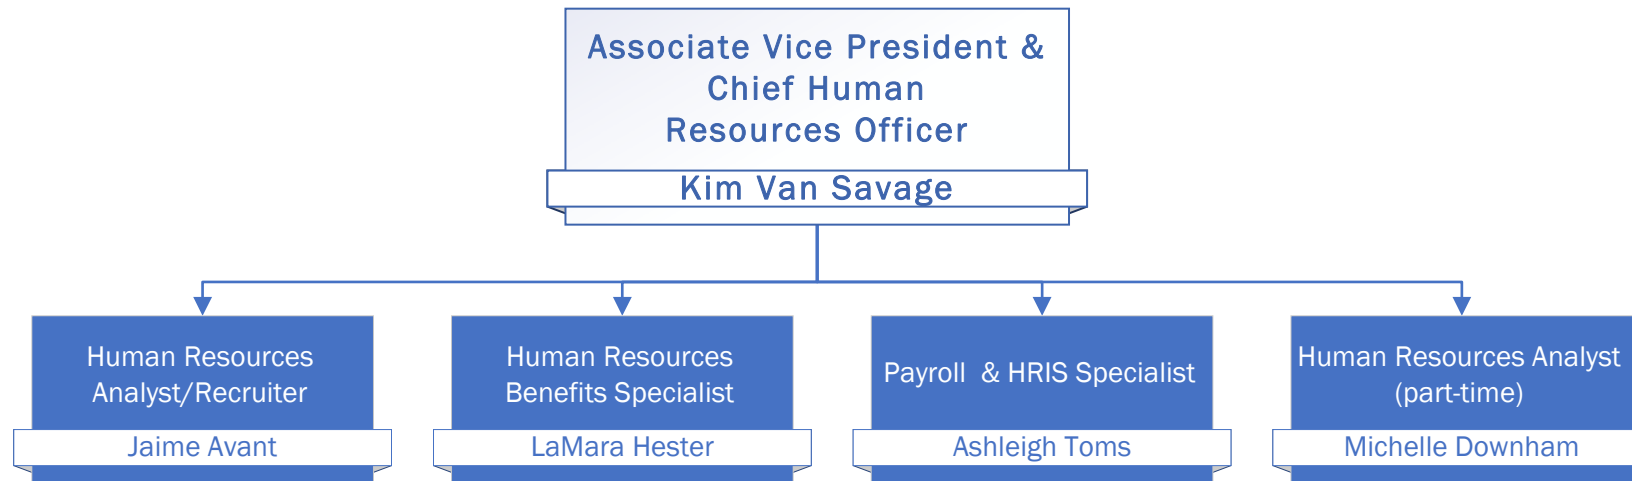 Associate Vice President &
Chief Human
Resources Officer
Kim Van Savage
Human Resources
Analyst/Recruiter
Jaime Avant
Human Resources
Benefits Specialist
LaMara Hester
Payroll & HRIS Specialist
Ashleigh Toms
Human Resources Analyst
(part-time)
Michelle Downham